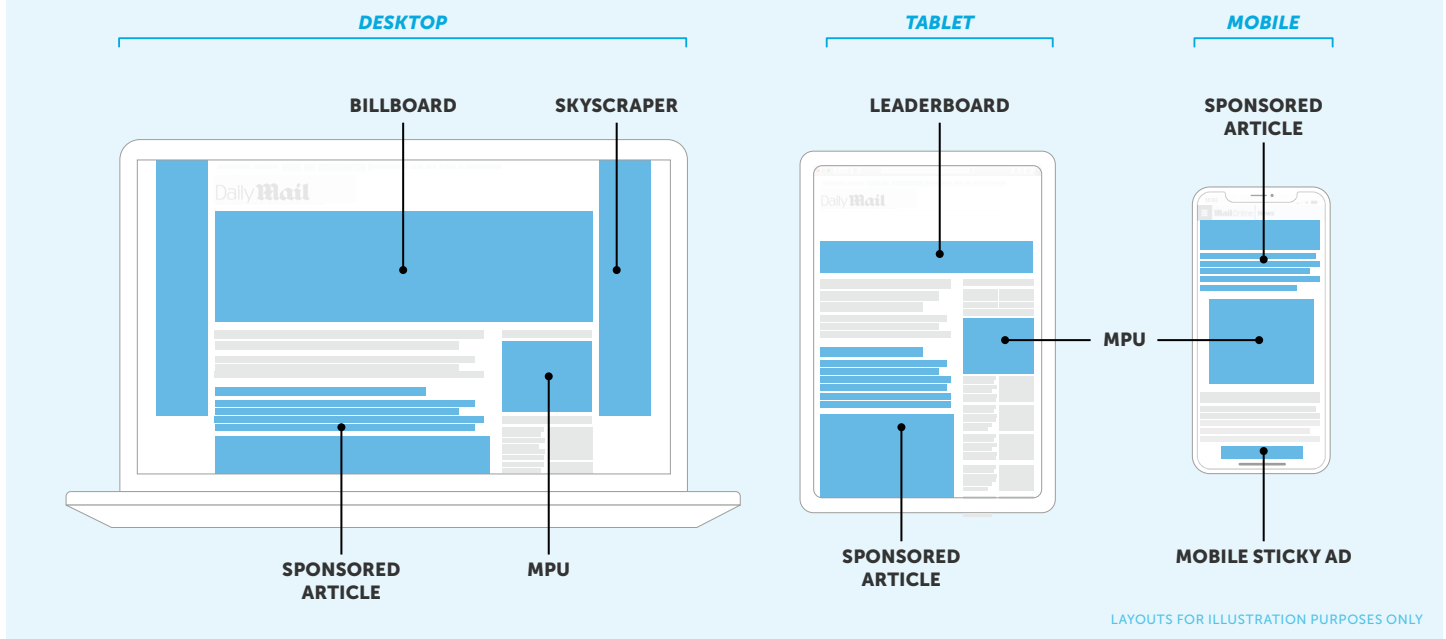 DESKTOP
TABLET
MOBILE
BILLBOARD
SKYSCRAPER
LEADERBOARD
SPONSORED
ARTICLE
Daily Mail
Daily Mail
MPU
SPONSORED
ARTICLE
MPU
SPONSORED
ARTICLE
MOBILE STICKY AD
LAYOUTS FOR ILLUSTRATION PURPOSES ONLY